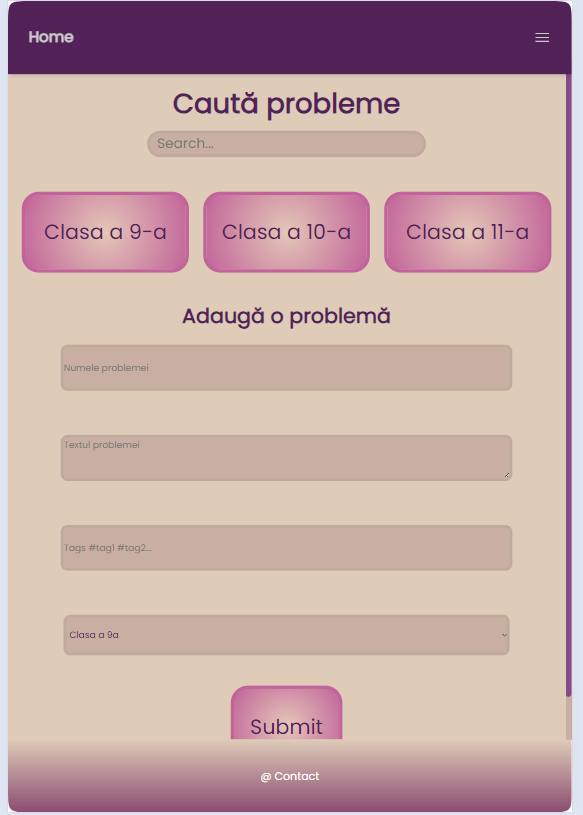 Home
Caută probleme
Search...
Clasa a 9-a
Clasa a 10-a
Clasa a 11-a
Adaugă o problemă
Numele problemei
Textul problemei
Tags #tag1 #tag2...
Clasa a 9a
Submit
@ Contact